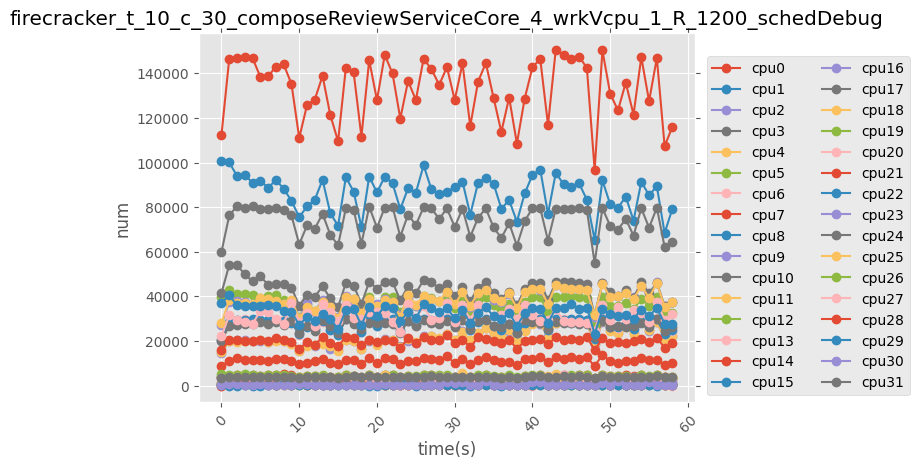 firecracker_t_10_c_30_composeReviewServiceCore_4_wrkVcpu_1_R_1200_schedDebug
140000
120000
100000
80000
60000
40000
20000
0
num
0 10 20 30 40 50 60
time(s)
cpu0 cpu16
cpu1 cpu17
cpu2 cpu18
cpu3 cpu19
cpu4 cpu20
cpu5 cpu21
cpu6 cpu22
cpu7 cpu23
cpu8 cpu24
cpu9 cpu25
cpu10 cpu26
cpu11 cpu27
cpu12 cpu28
cpu13 cpu29
cpu14 cpu30
cpu15 cpu31